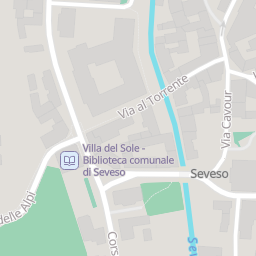 Via al Torrente
Via Cavour
Villa del Sole -
Biblioteca comunale
di Seveso
Seveso
delle Alpi